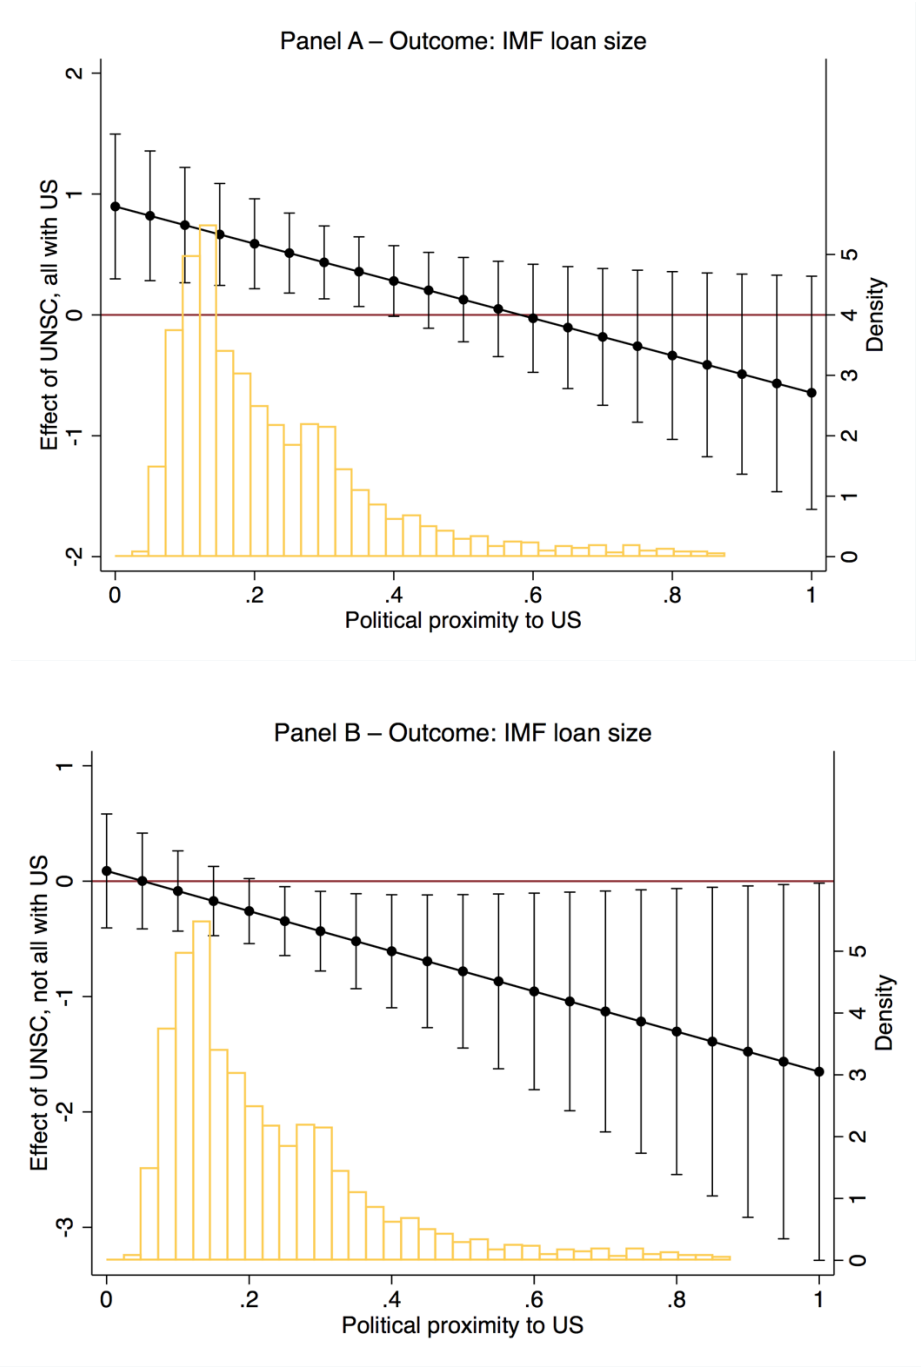 Panel A – Outcome: IMF loan size
2
1
0
-1
-2
Effect of UNSC, all with US
5
4
3
2
1
0
Density
0 .2 .4 .6 .8 1
Political proximity to US
Panel B – Outcome: IMF loan size
1
0
-1
-2
-3
Effect of UNSC, not all with US
5
4
3
2
1
0
Density
0 .2 .4 .6 .8 1
Political proximity to US